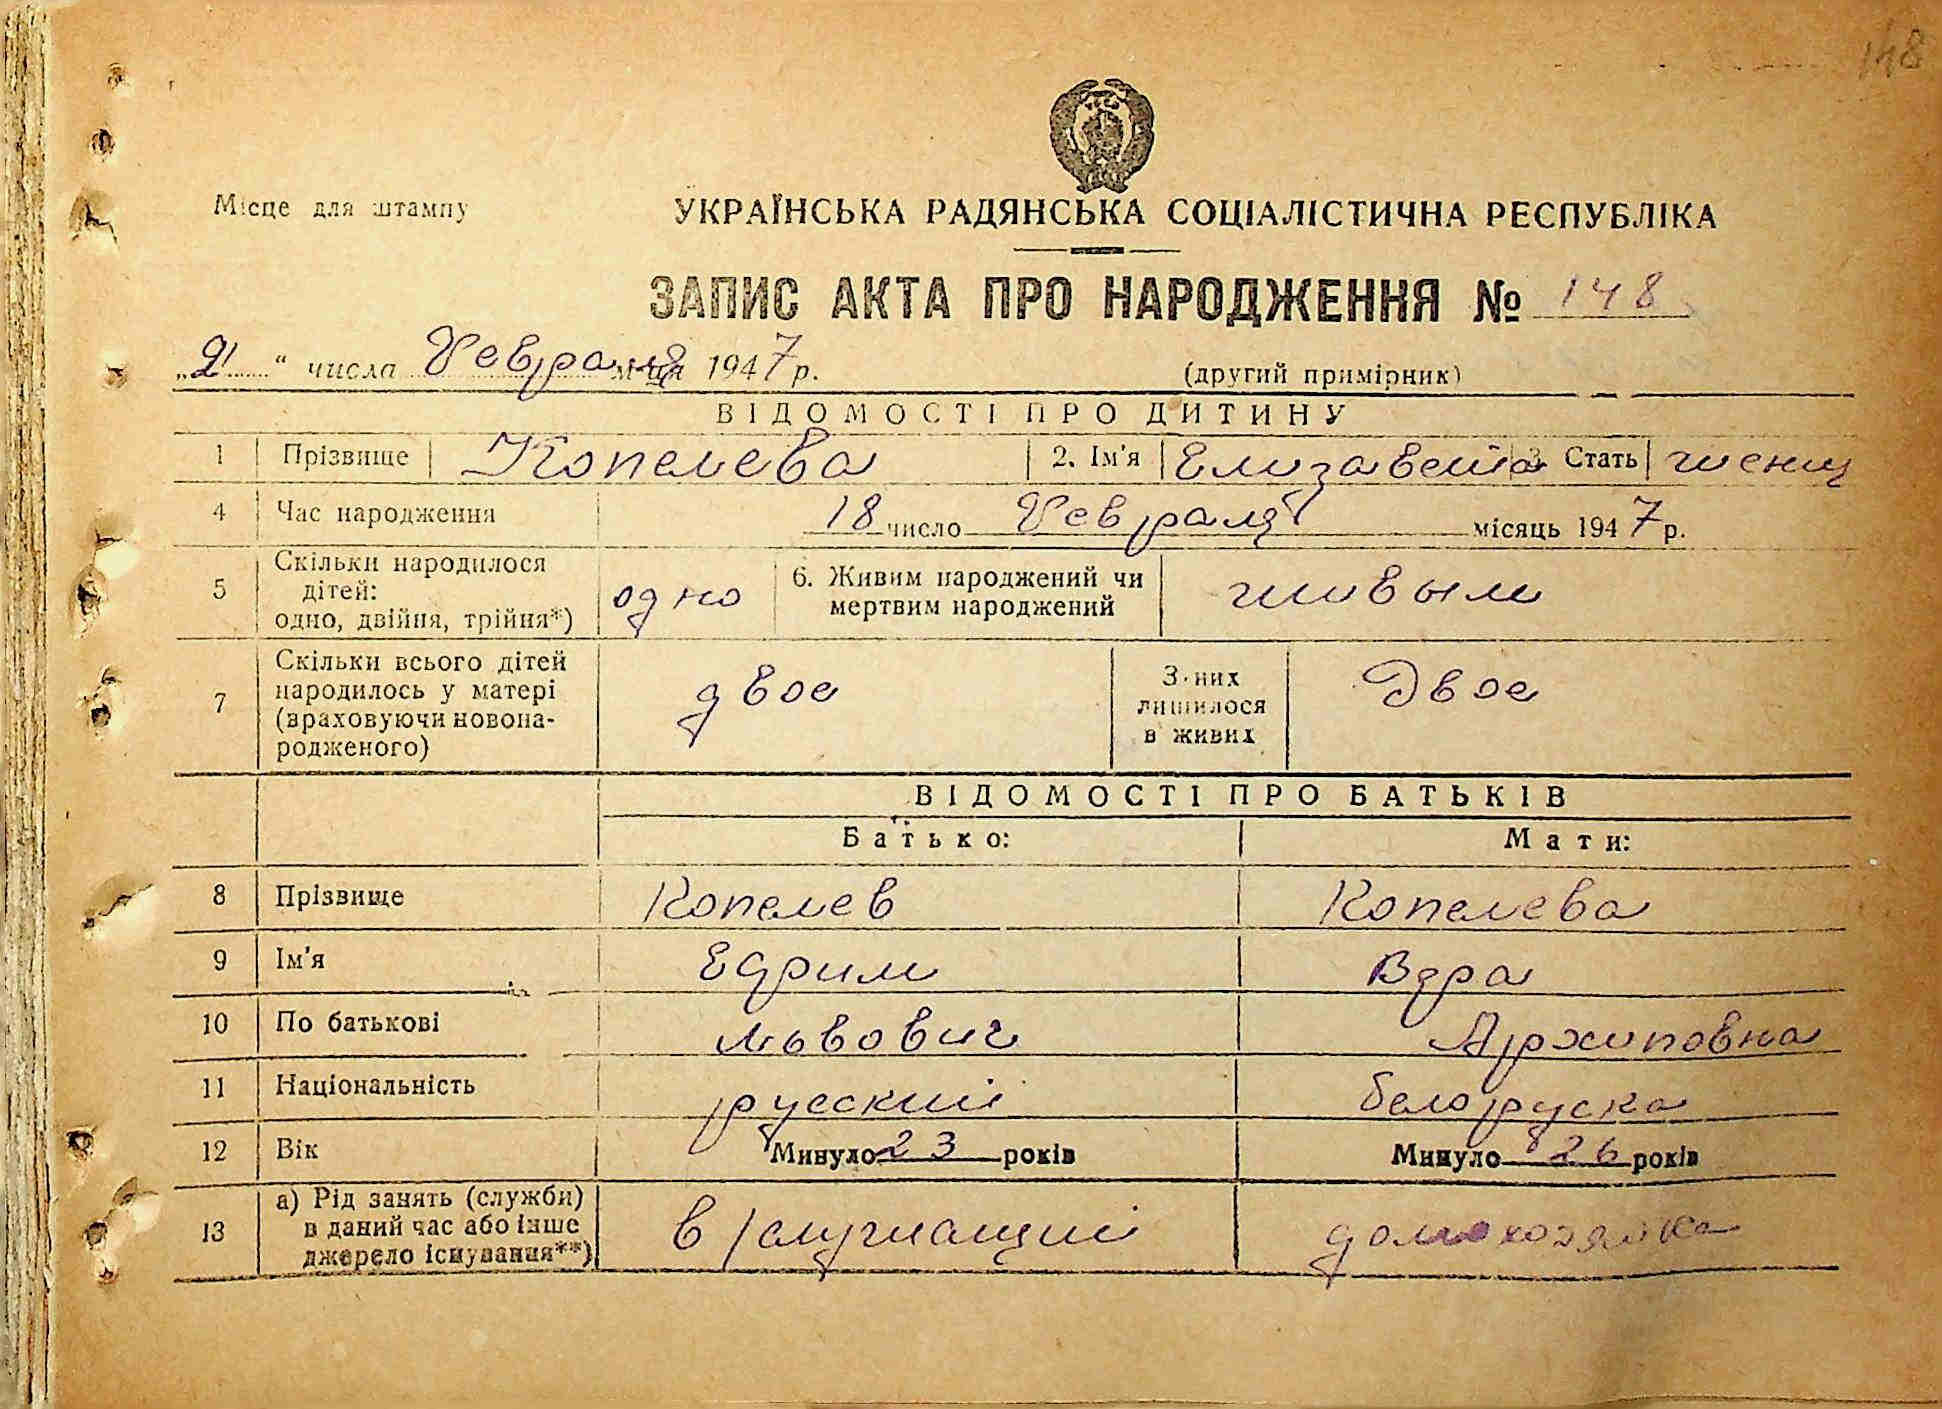 148
УССР
Місце для штампу
УКРАЇНСЬКА РАДЯНСЬКА СОЦІАЛІСТИЧНА РЕСПУБЛІКА
ЗАПИС АКТА ПРО НАРОДЖЕННЯ № 148
„21“ числа Февраля м-ця 1947 р. (другий примірник)
ВІДОМОСТІ ПРО ДИТИНУ
1 Прізвище Копелева 2. Ім'я Елизавета 3. Стать женщ
4 Час народження 18 число Февраля місяць 1947 р.
5 Скільки народилося дітей: одно, двійня, трійня*) одно 6. Живим народжений чи мертвим народжений живым
7 Скільки всього дітей народилось у матері (враховуючи новонародженого) двое З них лишилося в живих Двое
ВІДОМОСТІ ПРО БАТЬКІВ
Батько: Мати:
8 Прізвище Копелев Копелева
9 Ім'я Ефрим Вера
10 По батькові Львович Архиповна
11 Національність русский белоруска
12 Вік Минуло 23 років Минуло 26 років
13 а) Рід занять (служби) в даний час або інше джерело існування**) в/служащий домохозяйка